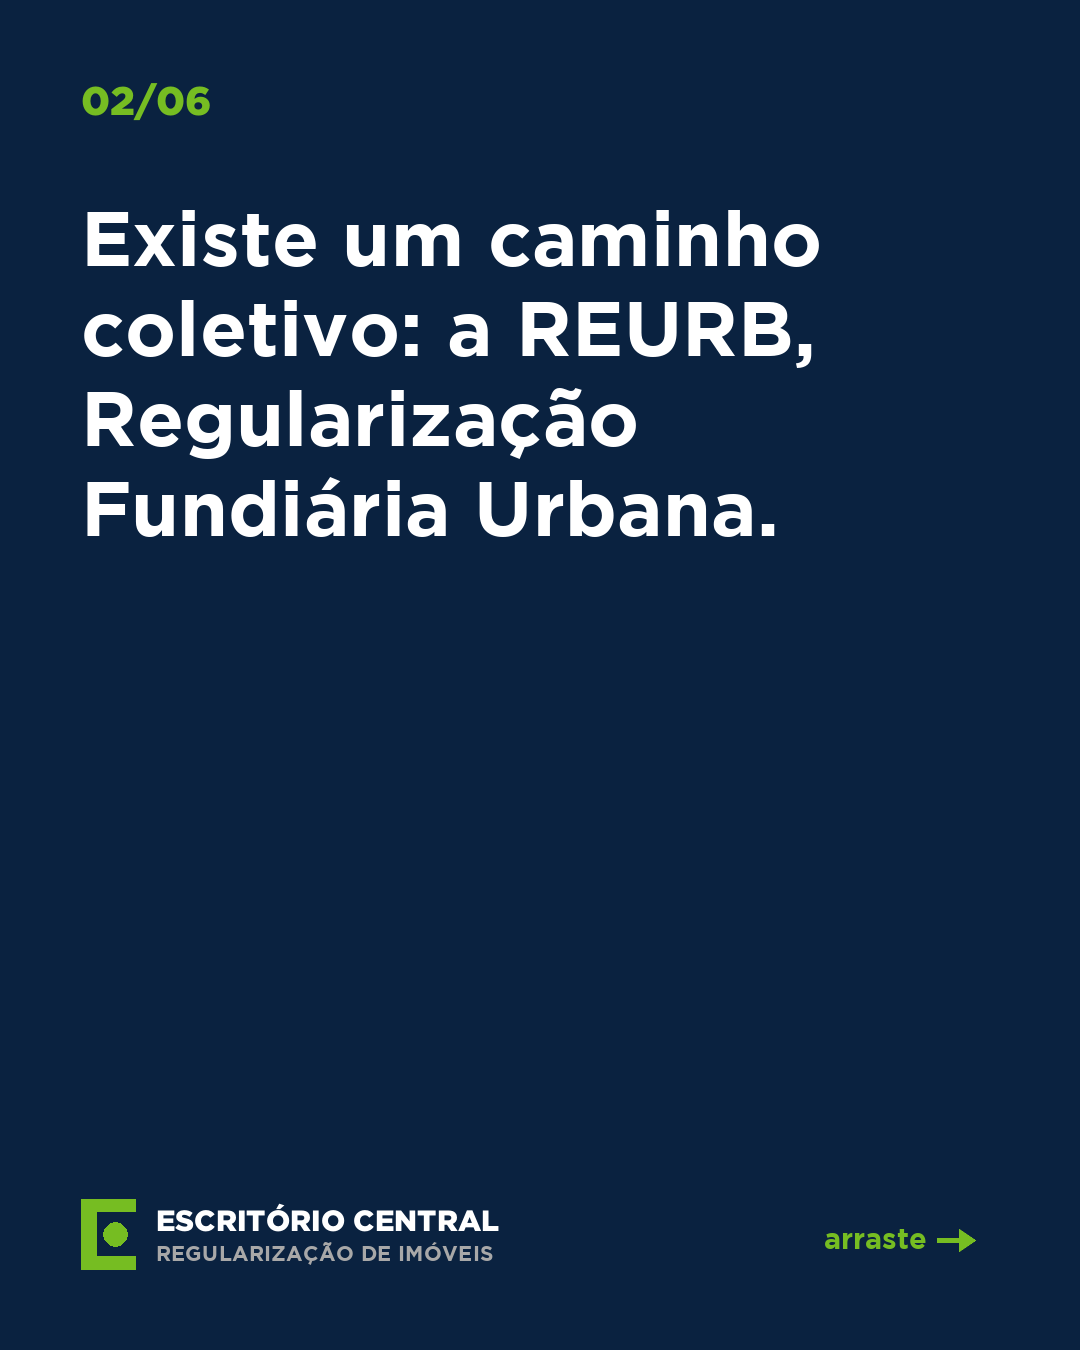 02/06
Existe um caminho
coletivo: a REURB,
Regularização
Fundiária Urbana.
ESCRITÓRIO CENTRAL
REGULARIZAÇÃO DE IMÓVEIS
arraste